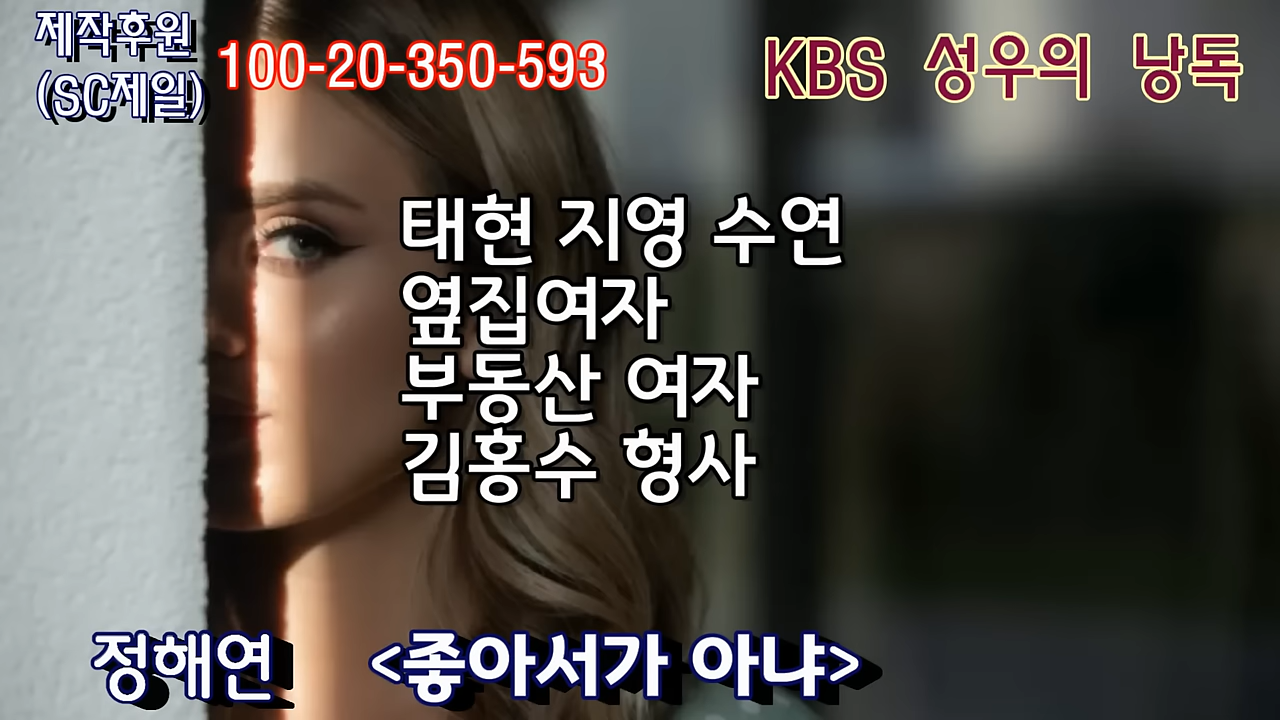 제작후원
(SC제일)
100-20-350-593
KBS 성우의 낭독
태현 지영 수연
옆집여자
부동산 여자
김홍수 형사
정해연 <좋아서가 아냐>